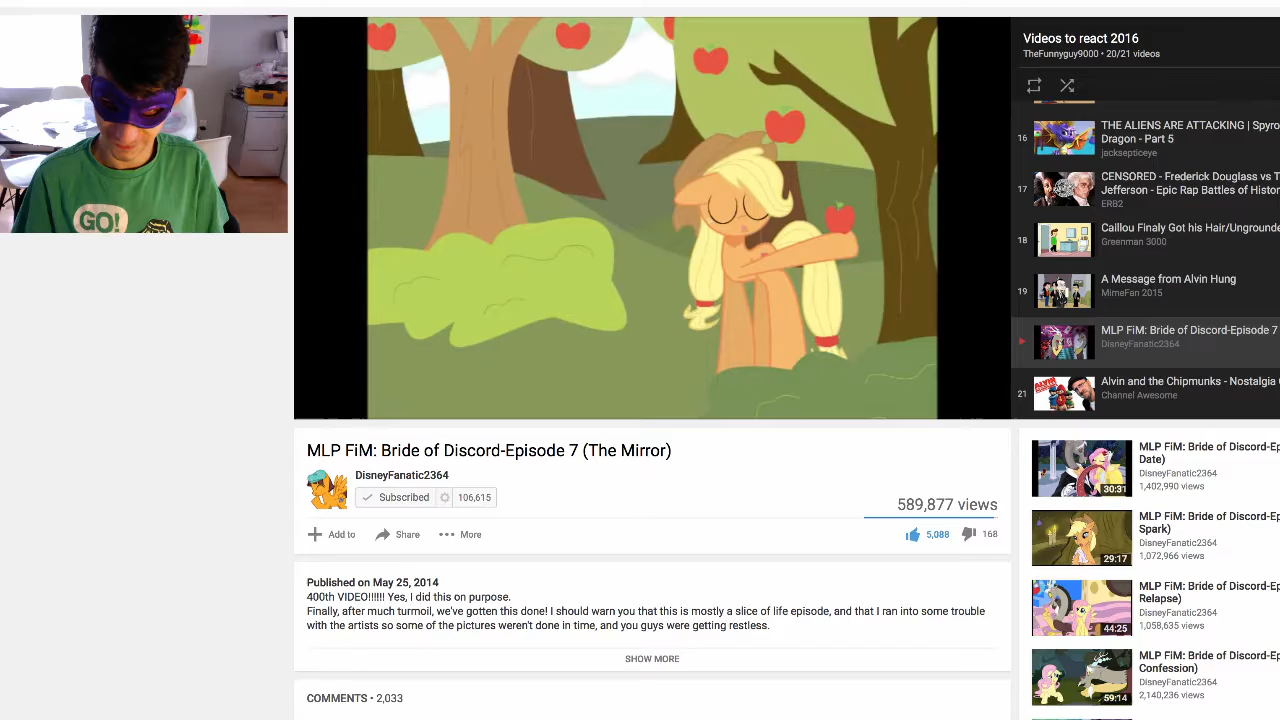 GO!
Videos to react 2016
TheFunnyguy9000 • 20/21 videos
16
THE ALIENS ARE ATTACKING | Spyro
Dragon - Part 5
jacksepticeye
17
CENSORED - Frederick Douglass vs T
Jefferson - Epic Rap Battles of Histor
ERB2
18
Caillou Finaly Got his Hair/Ungrounde
Greenman 3000
19
A Message from Alvin Hung
MimeFan 2015
MLP FiM: Bride of Discord-Episode 7
DisneyFanatic2364
21
ALVIN
Alvin and the Chipmunks - Nostalgia C
Channel Awesome
MLP FiM: Bride of Discord-Episode 7 (The Mirror)
DisneyFanatic2364
Subscribed 106,615
589,877 views
Add to Share More
5,088 168
Published on May 25, 2014
400th VIDEO!!!!!! Yes, I did this on purpose.
Finally, after much turmoil, we've gotten this done! I should warn you that this is mostly a slice of life episode, and that I ran into some trouble
with the artists so some of the pictures weren't done in time, and you guys were getting restless.
SHOW MORE
COMMENTS • 2,033
MLP FiM: Bride of Discord-Ep
Date)
DisneyFanatic2364
1,402,990 views
30:31
MLP FiM: Bride of Discord-Ep
Spark)
DisneyFanatic2364
1,072,966 views
29:17
MLP FiM: Bride of Discord-Ep
Relapse)
DisneyFanatic2364
1,058,635 views
44:25
MLP FiM: Bride of Discord-Ep
Confession)
DisneyFanatic2364
2,140,236 views
59:14